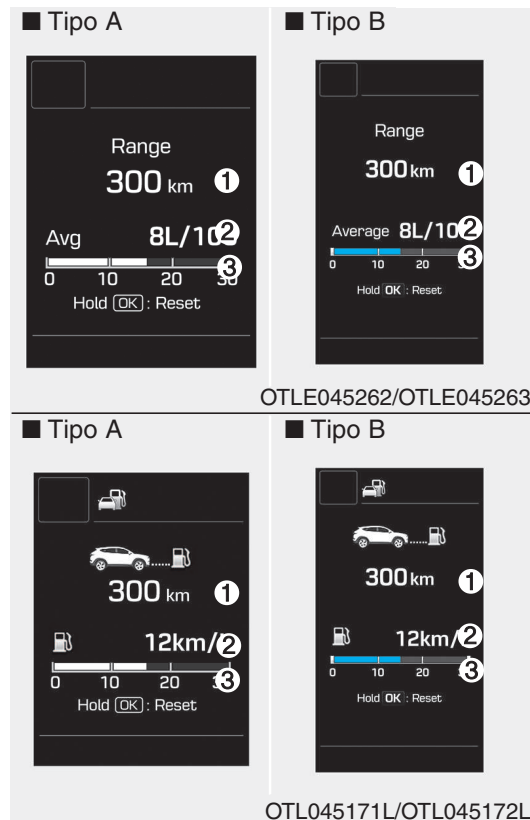 ■ Tipo A
Range
300 km ①
Avg 8L/10 ②
③
0 10 20 30
Hold OK : Reset
■ Tipo B
Range
300 km ①
Average 8L/10 ②
③
0 10 20
Hold OK : Reset
OTLE045262/OTLE045263
■ Tipo A
300 km ①
12km/ ②
③
0 10 20
Hold OK : Reset
■ Tipo B
300 km ①
12km/ ②
③
0 10 20
Hold OK : Reset
OTL045171L/OTL045172L